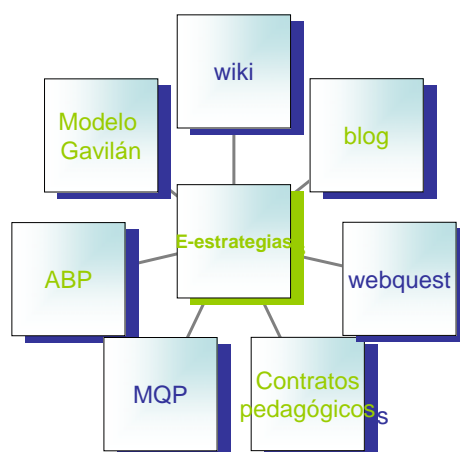 wiki
Modelo
Gavilán
blog
E-estrategias
ABP
webquest
MQP
Contratos
pedagógicos